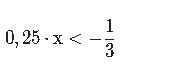 0,25 · x < −1/3